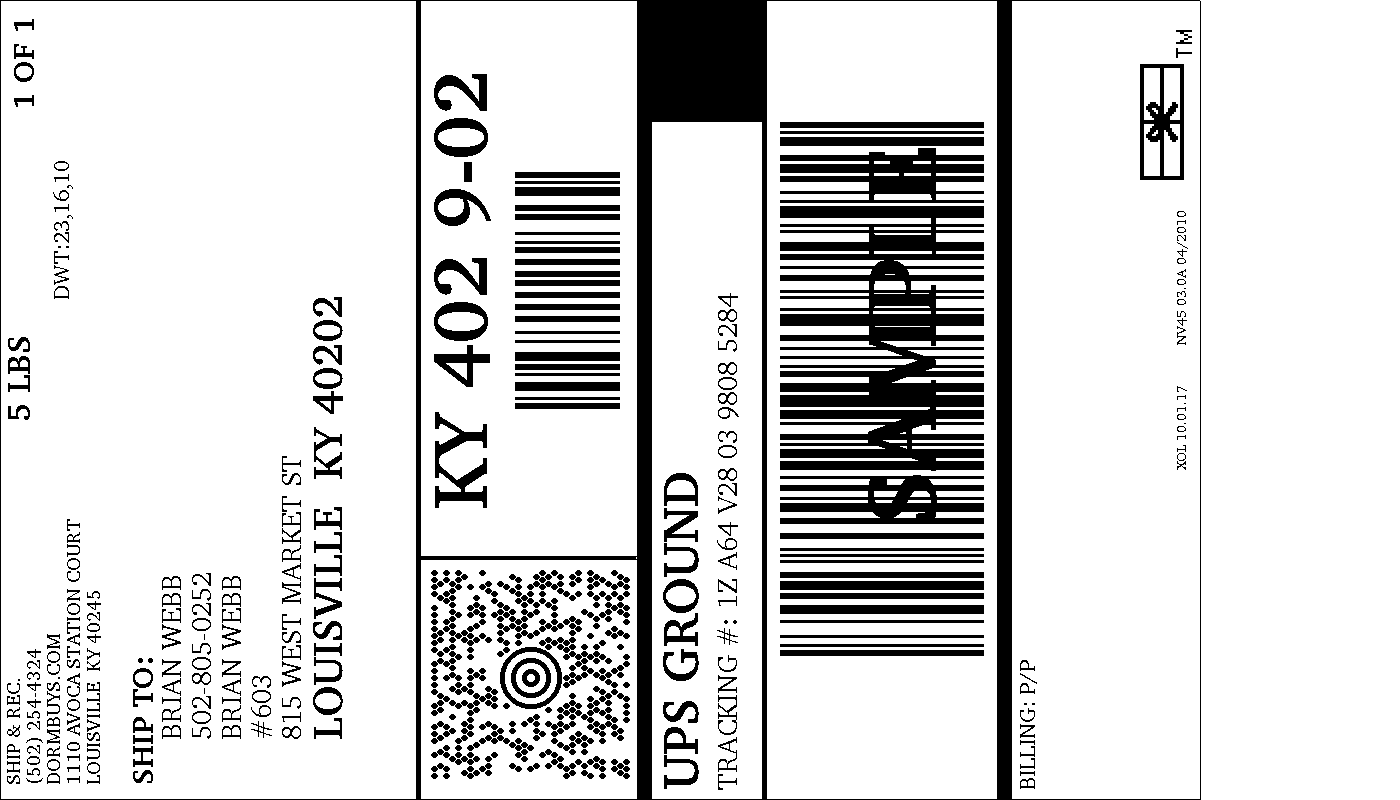 SHIP & REC.
(502) 254-4324
DORMBUYS.COM
1110 AVOCA STATION COURT
LOUISVILLE KY 40245
5 LBS
1 OF 1
DWT:23,16,10
SHIP TO:
BRIAN WEBB
502-805-0252
BRIAN WEBB
#603
815 WEST MARKET ST
LOUISVILLE KY 40202
KY 402 9-02
UPS GROUND
TRACKING #: 1Z A64 V28 03 9808 5284
SAMPLE
BILLING: P/P
XOL 10.01.17 NV45 03.0A 04/2010
TM